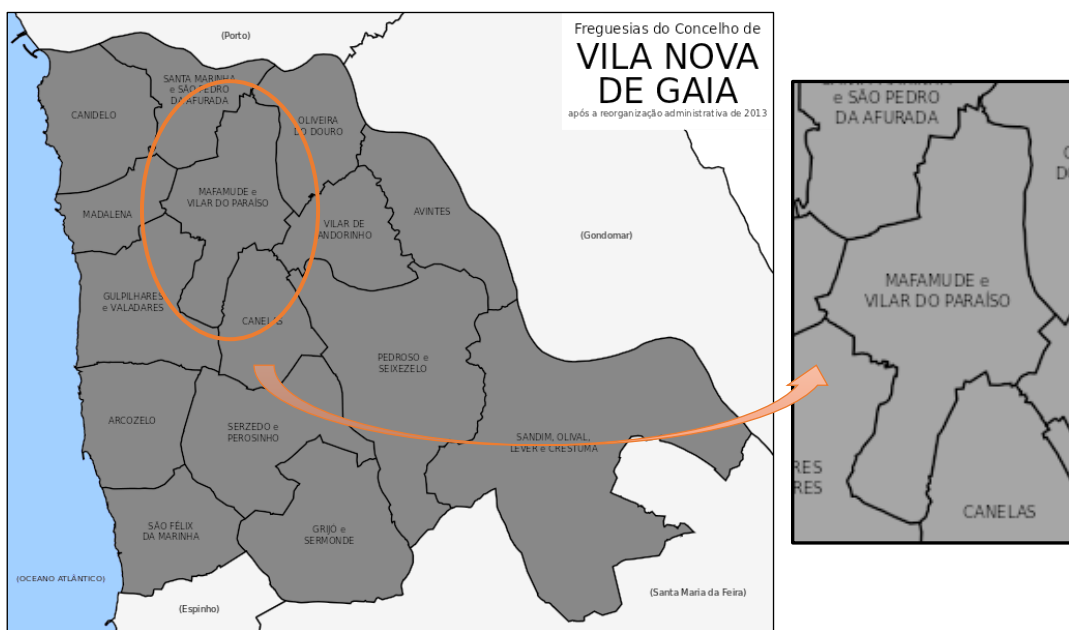 (Porto)
Freguesias do Concelho de
VILA NOVA
DE GAIA
após a reorganização administrativa de 2013
SANTA MARINHA
e SÃO PEDRO
DA AFURADA
CANIDELO
OLIVEIRA
DO DOURO
MAFAMUDE e
VILAR DO PARAÍSO
MADALENA
VILAR DE
ANDORINHO
AVINTES
(Gondomar)
GULPILHARES
e VALADARES
CANELAS
PEDROSO e
SEIXEZELO
ARCOZELO
SERZEDO e
PEROSINHO
SANDIM, OLIVAL,
LEVER e CRESTUMA
SÃO FÉLIX
DA MARINHA
GRIJÓ e
SERMONDE
(OCEANO ATLÂNTICO)
(Espinho)
(Santa Maria da Feira)
e SÃO PEDRO
DA AFURADA
MAFAMUDE e
VILAR DO PARAÍSO
RES
RES
CANELAS